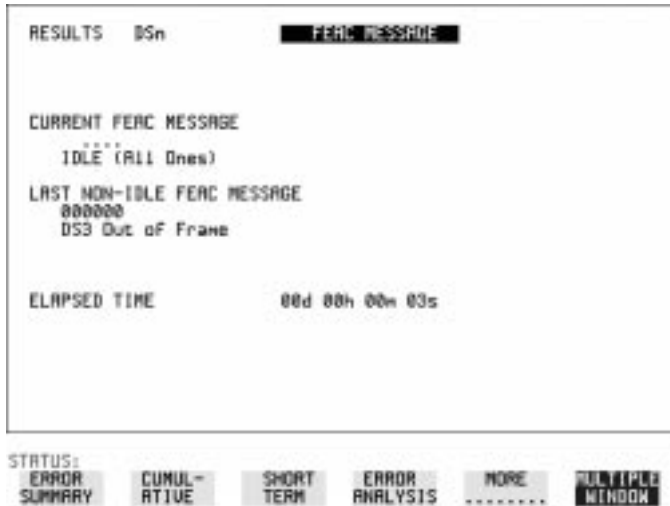 RESULTS DSn FEAC MESSAGE
CURRENT FEAC MESSAGE
....
IDLE (All Ones)
LAST NON-IDLE FEAC MESSAGE
000000
DS3 Out oF Frame
ELAPSED TIME 00d 00h 00m 03s
STATUS:
ERROR SUMMARY
CUMUL-ATIVE
SHORT TERM
ERROR ANALYSIS
MORE ........
MULTIPLE WINDOW